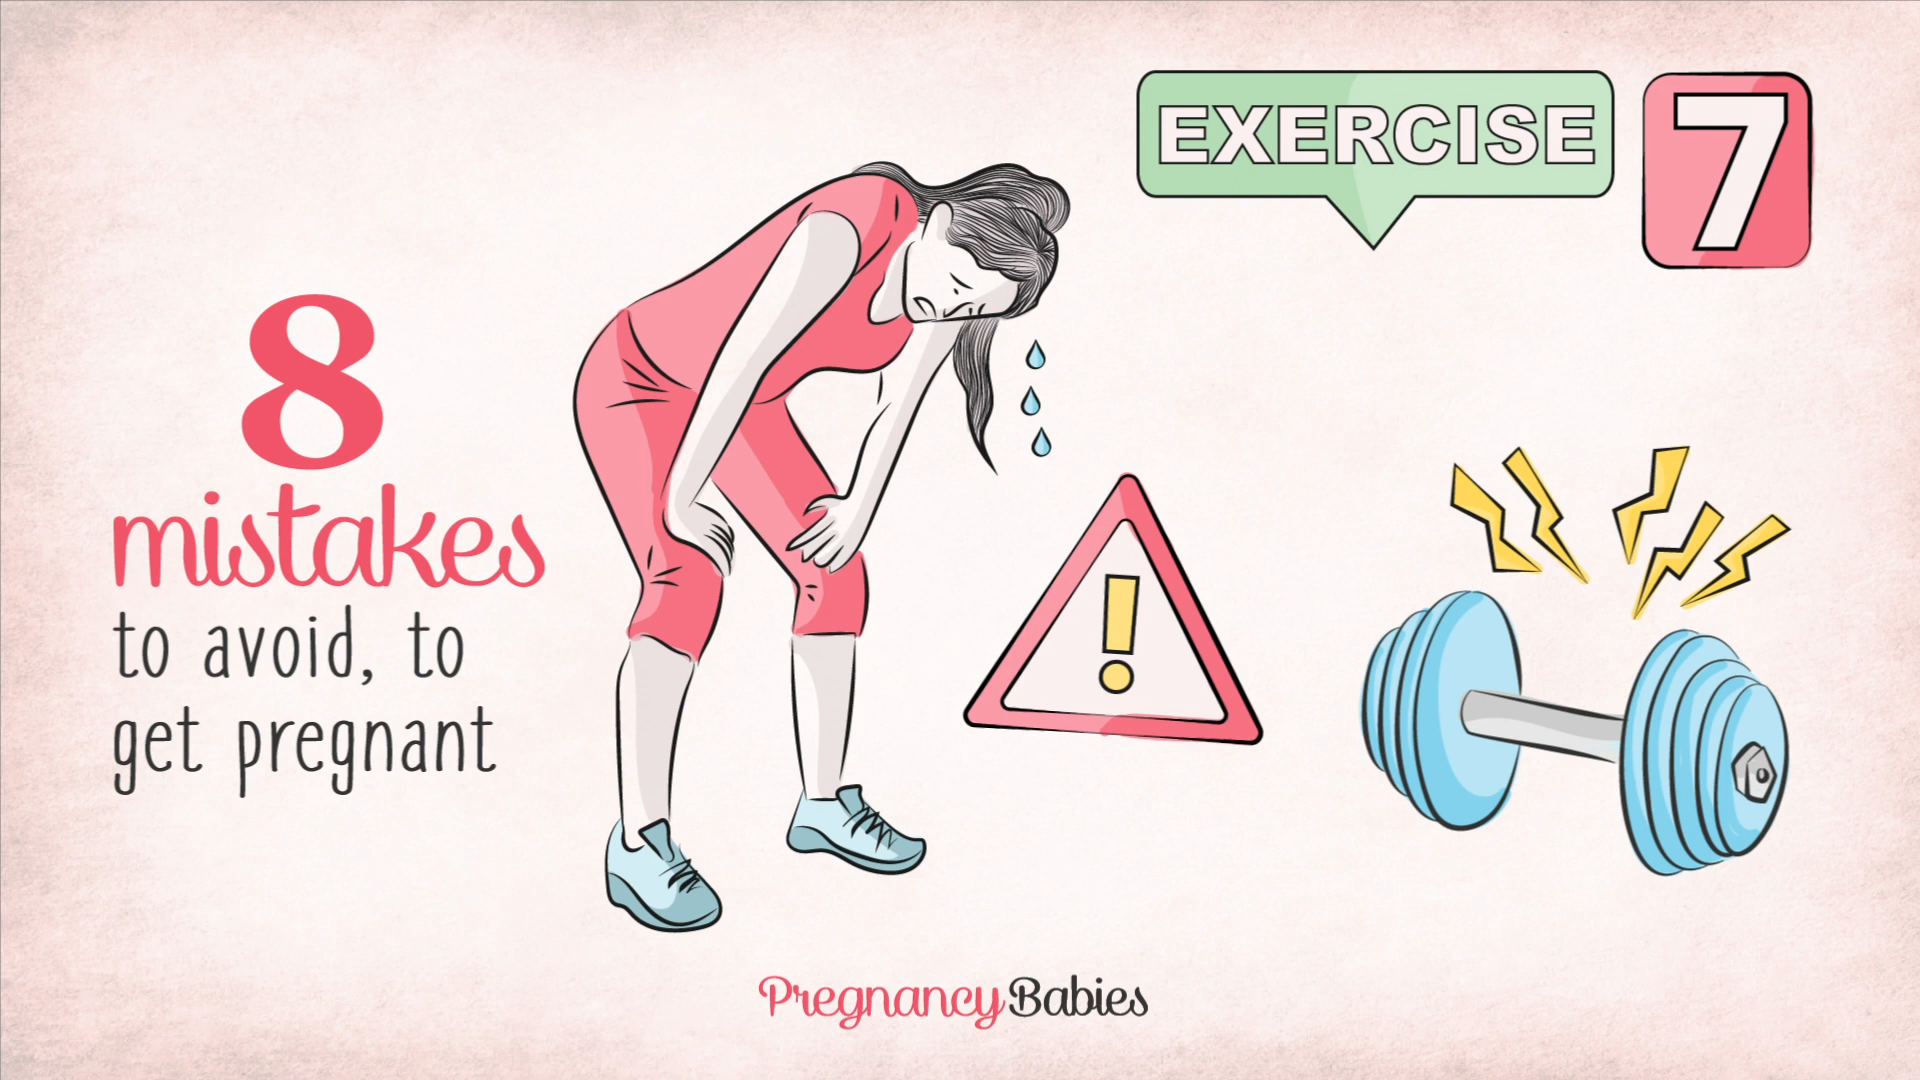 EXERCISE 7
8
mistakes
to avoid, to
get pregnant
!
PregnancyBabies